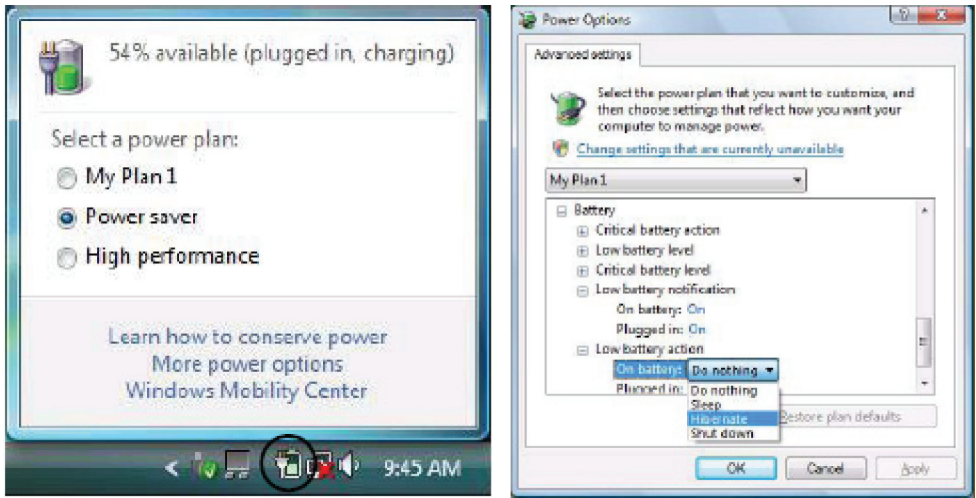 54% available (plugged in, charging)
Select a power plan:
My Plan 1
Power saver
High performance
Learn how to conserve power
More power options
Windows Mobility Center
9:45 AM
Power Options
Advanced settings
Select the power plan that you want to customize, and
then choose settings that reflect how you want your
computer to manage power.
Change settings that are currently unavailable
My Plan 1
Battery
Critical battery action
Low battery level
Critical battery level
Low battery notification
On battery: On
Plugged in: On
Low battery action
On battery: Do nothing
Plugged in: Do nothing
Sleep
Hibernate
Shut down
Restore plan defaults
OK Cancel Apply